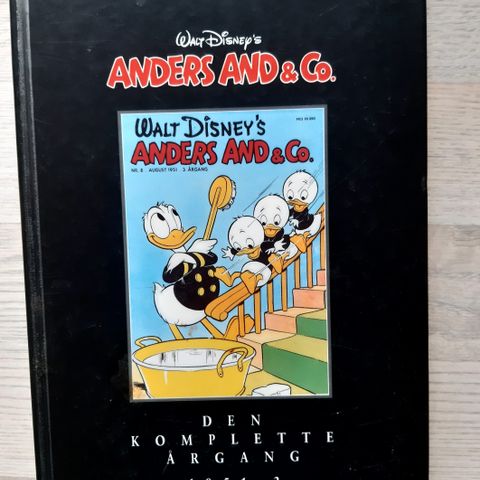 WALT DISNEY'S
ANDERS AND & Co.
WALT DISNEY'S
ANDERS AND & Co.
NR. 8 AUGUST 1951 3. ÅRGANG
DEN
KOMPLETTE
ÅRGANG